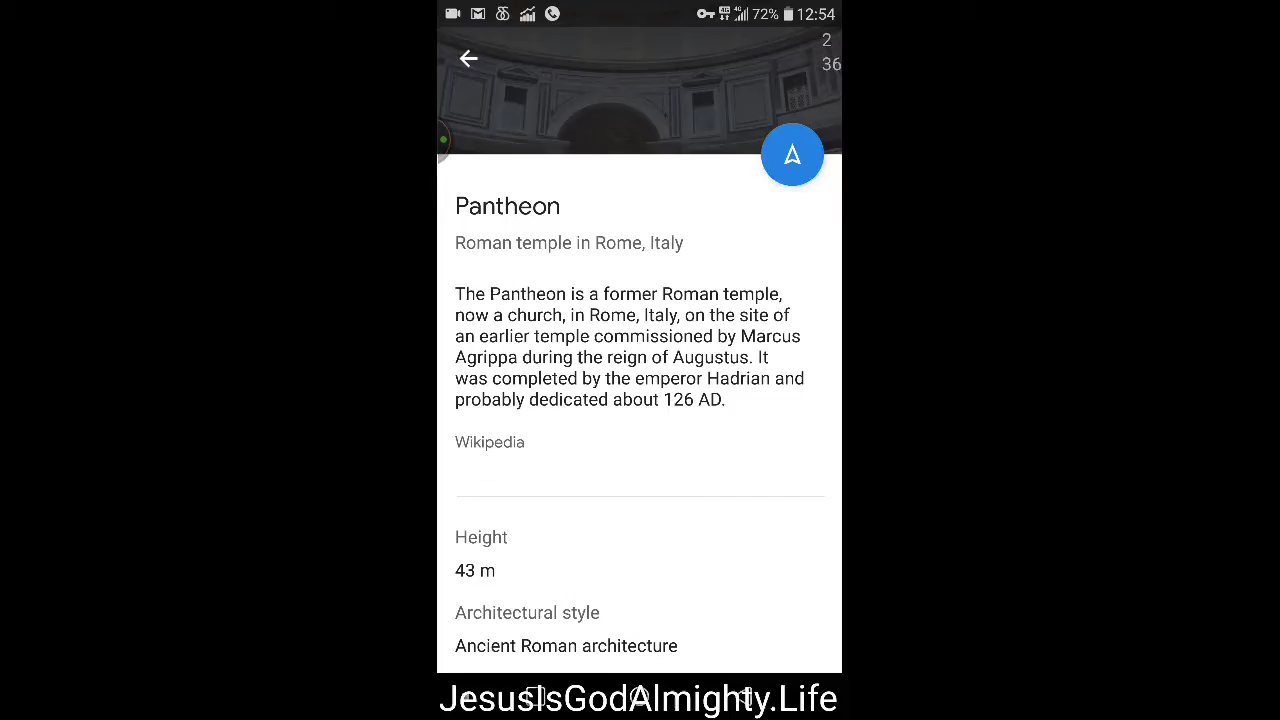 72% 12:54
2
36
Pantheon
Roman temple in Rome, Italy
The Pantheon is a former Roman temple,
now a church, in Rome, Italy, on the site of
an earlier temple commissioned by Marcus
Agrippa during the reign of Augustus. It
was completed by the emperor Hadrian and
probably dedicated about 126 AD.
Wikipedia
Height
43 m
Architectural style
Ancient Roman architecture
JesusIsGodAlmighty.Life